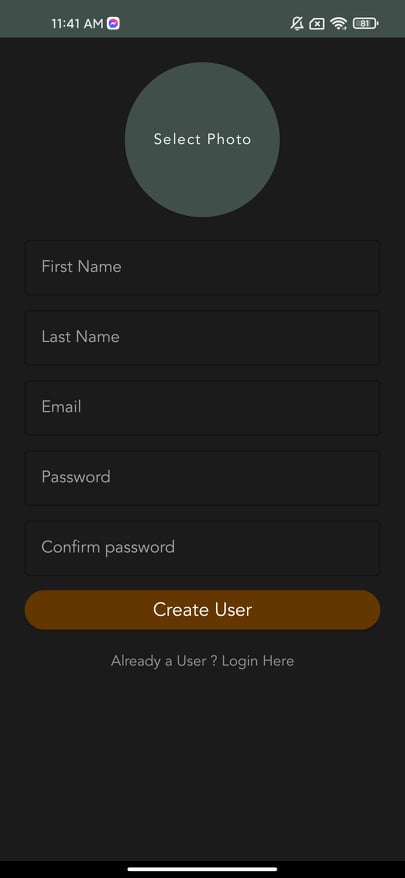 11:41 AM
81
Select Photo
First Name
Last Name
Email
Password
Confirm password
Create User
Already a User ? Login Here